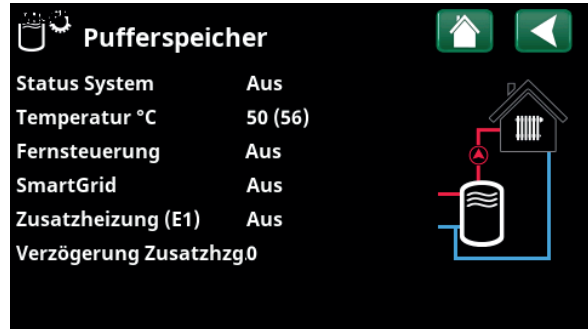 Pufferspeicher
Status System Aus
Temperatur °C 50 (56)
Fernsteuerung Aus
SmartGrid Aus
Zusatzheizung (E1) Aus
Verzögerung Zusatzhzg.0